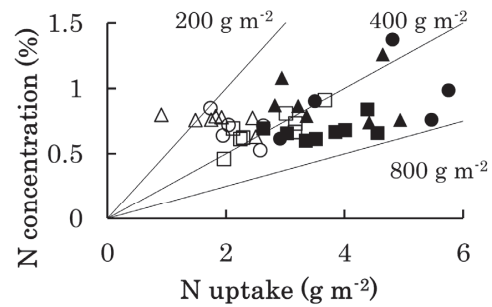 200 g m⁻²
400 g m⁻²
1.5
1
0.5
0
800 g m⁻²
0
2
4
6
N concentration (%)
N uptake (g m⁻²)